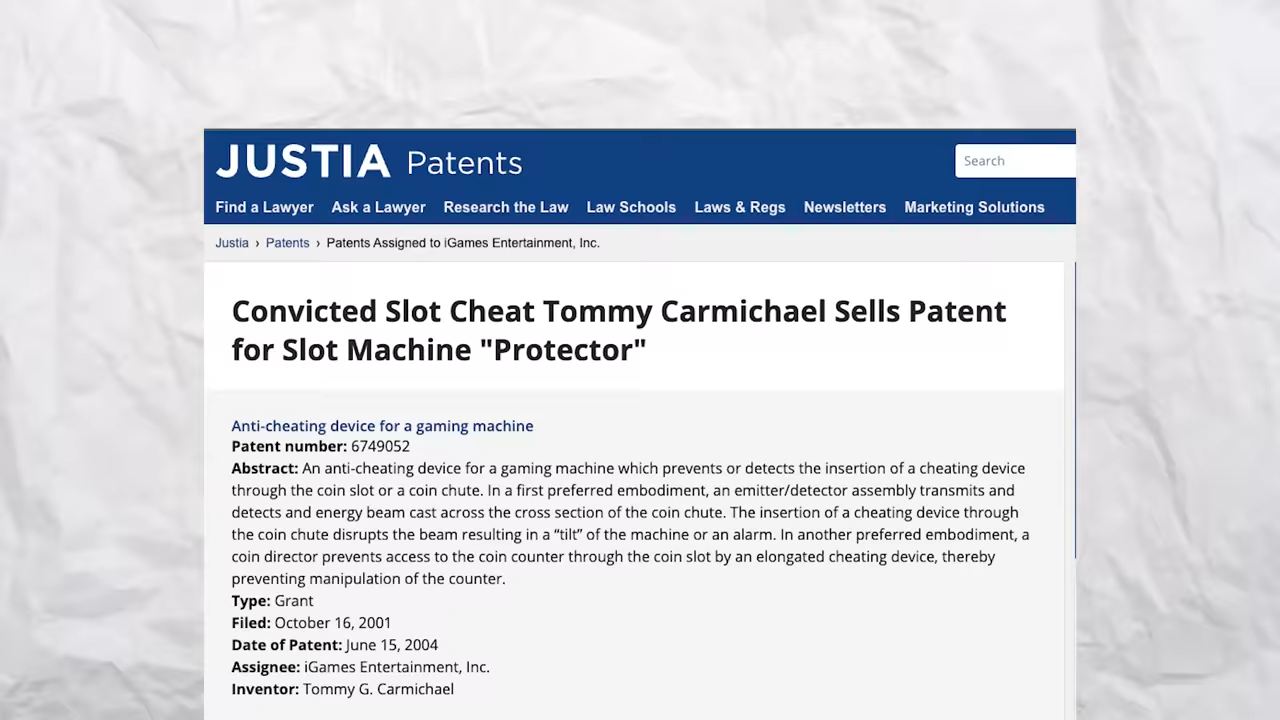 JUSTIA Patents
Search
Find a Lawyer Ask a Lawyer Research the Law Law Schools Laws & Regs Newsletters Marketing Solutions
Justia › Patents › Patents Assigned to iGames Entertainment, Inc.
Convicted Slot Cheat Tommy Carmichael Sells Patent
for Slot Machine "Protector"
Anti-cheating device for a gaming machine
Patent number: 6749052
Abstract: An anti-cheating device for a gaming machine which prevents or detects the insertion of a cheating device
through the coin slot or a coin chute. In a first preferred embodiment, an emitter/detector assembly transmits and
detects and energy beam cast across the cross section of the coin chute. The insertion of a cheating device through
the coin chute disrupts the beam resulting in a “tilt” of the machine or an alarm. In another preferred embodiment, a
coin director prevents access to the coin counter through the coin slot by an elongated cheating device, thereby
preventing manipulation of the counter.
Type: Grant
Filed: October 16, 2001
Date of Patent: June 15, 2004
Assignee: iGames Entertainment, Inc.
Inventor: Tommy G. Carmichael